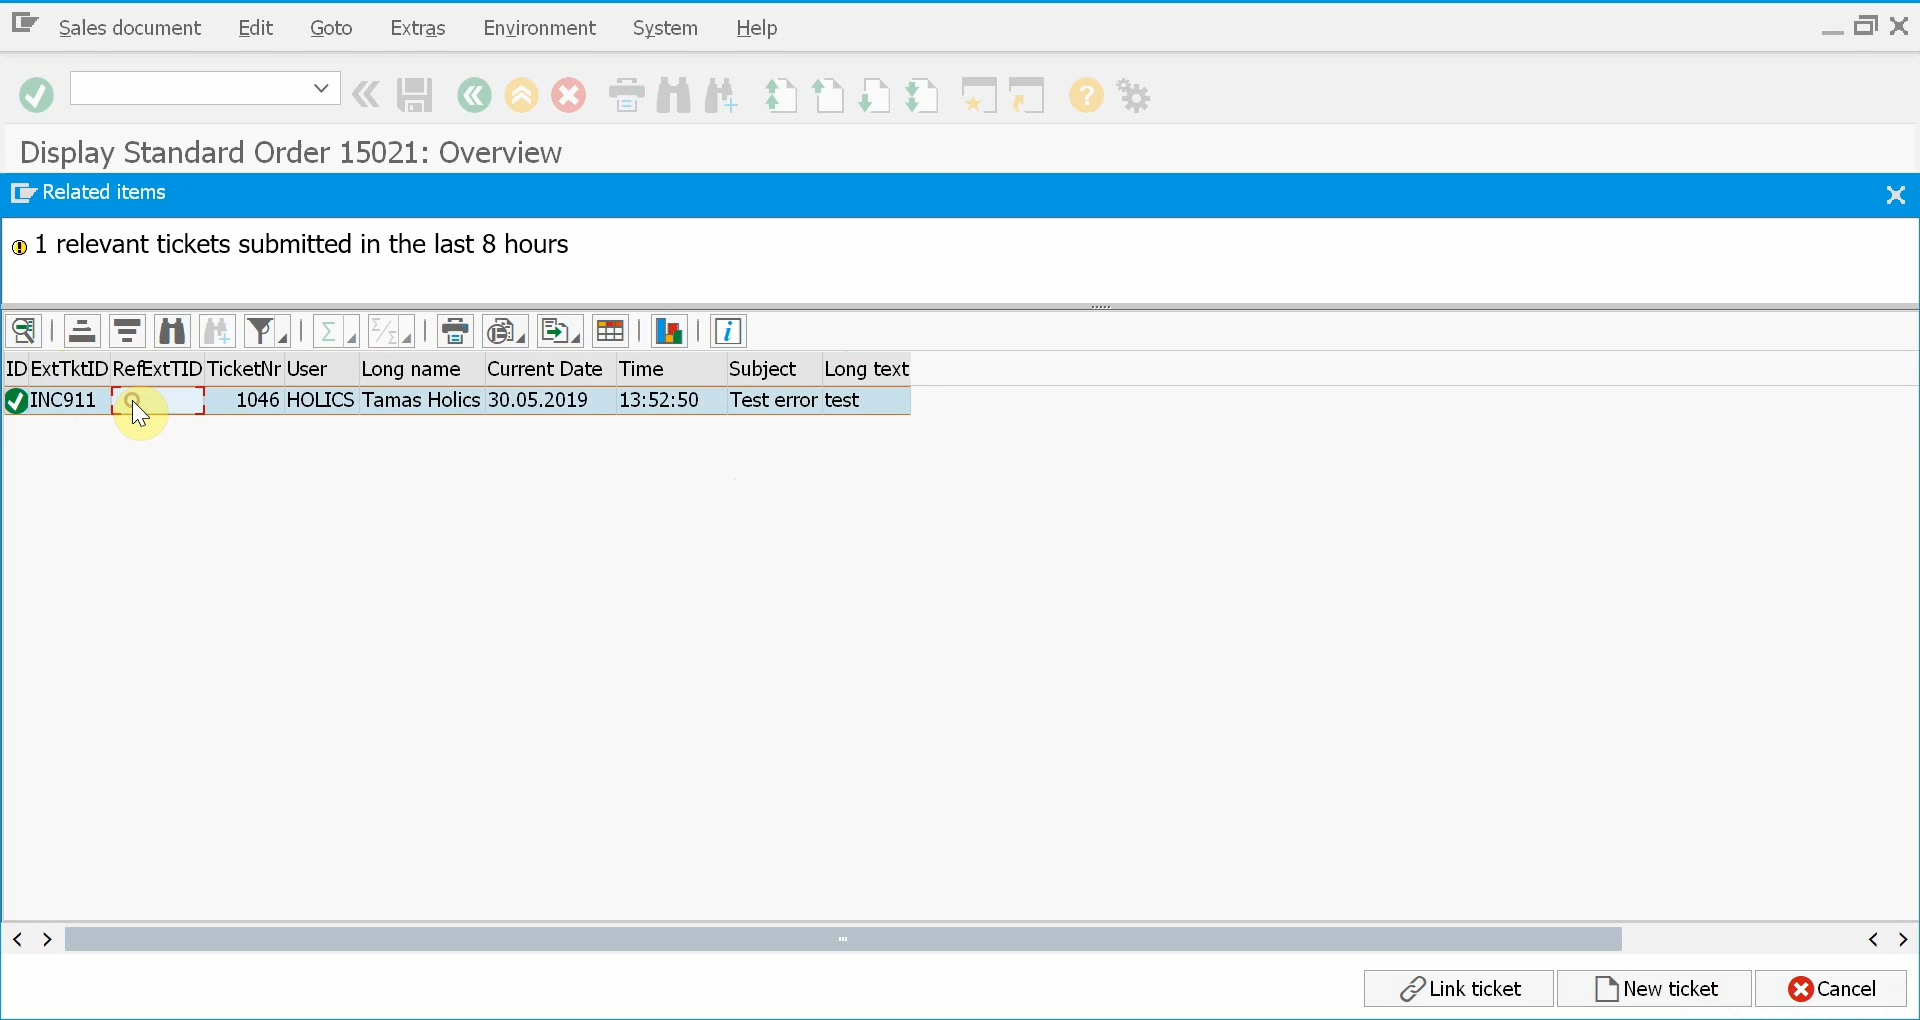 Sales document Edit Goto Extras Environment System Help
Display Standard Order 15021: Overview
Related items
1 relevant tickets submitted in the last 8 hours
ID ExtTktID RefExtTID TicketNr User Long name Current Date Time Subject Long text
INC911 1046 HOLICS Tamas Holics 30.05.2019 13:52:50 Test error test
Link ticket New ticket Cancel